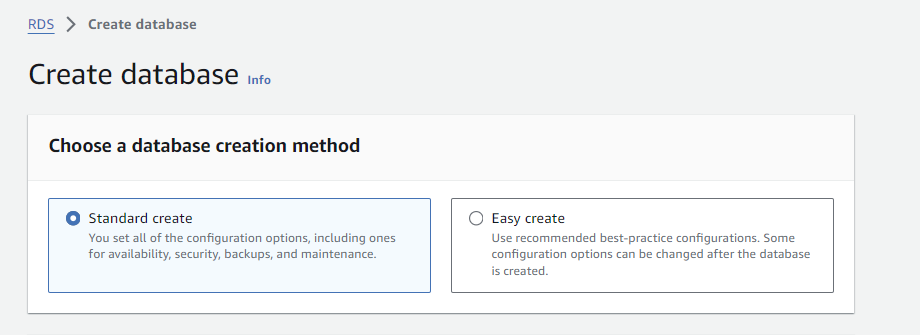 RDS > Create database
Create database Info
Choose a database creation method
Standard create
You set all of the configuration options, including ones
for availability, security, backups, and maintenance.
Easy create
Use recommended best-practice configurations. Some
configuration options can be changed after the database
is created.